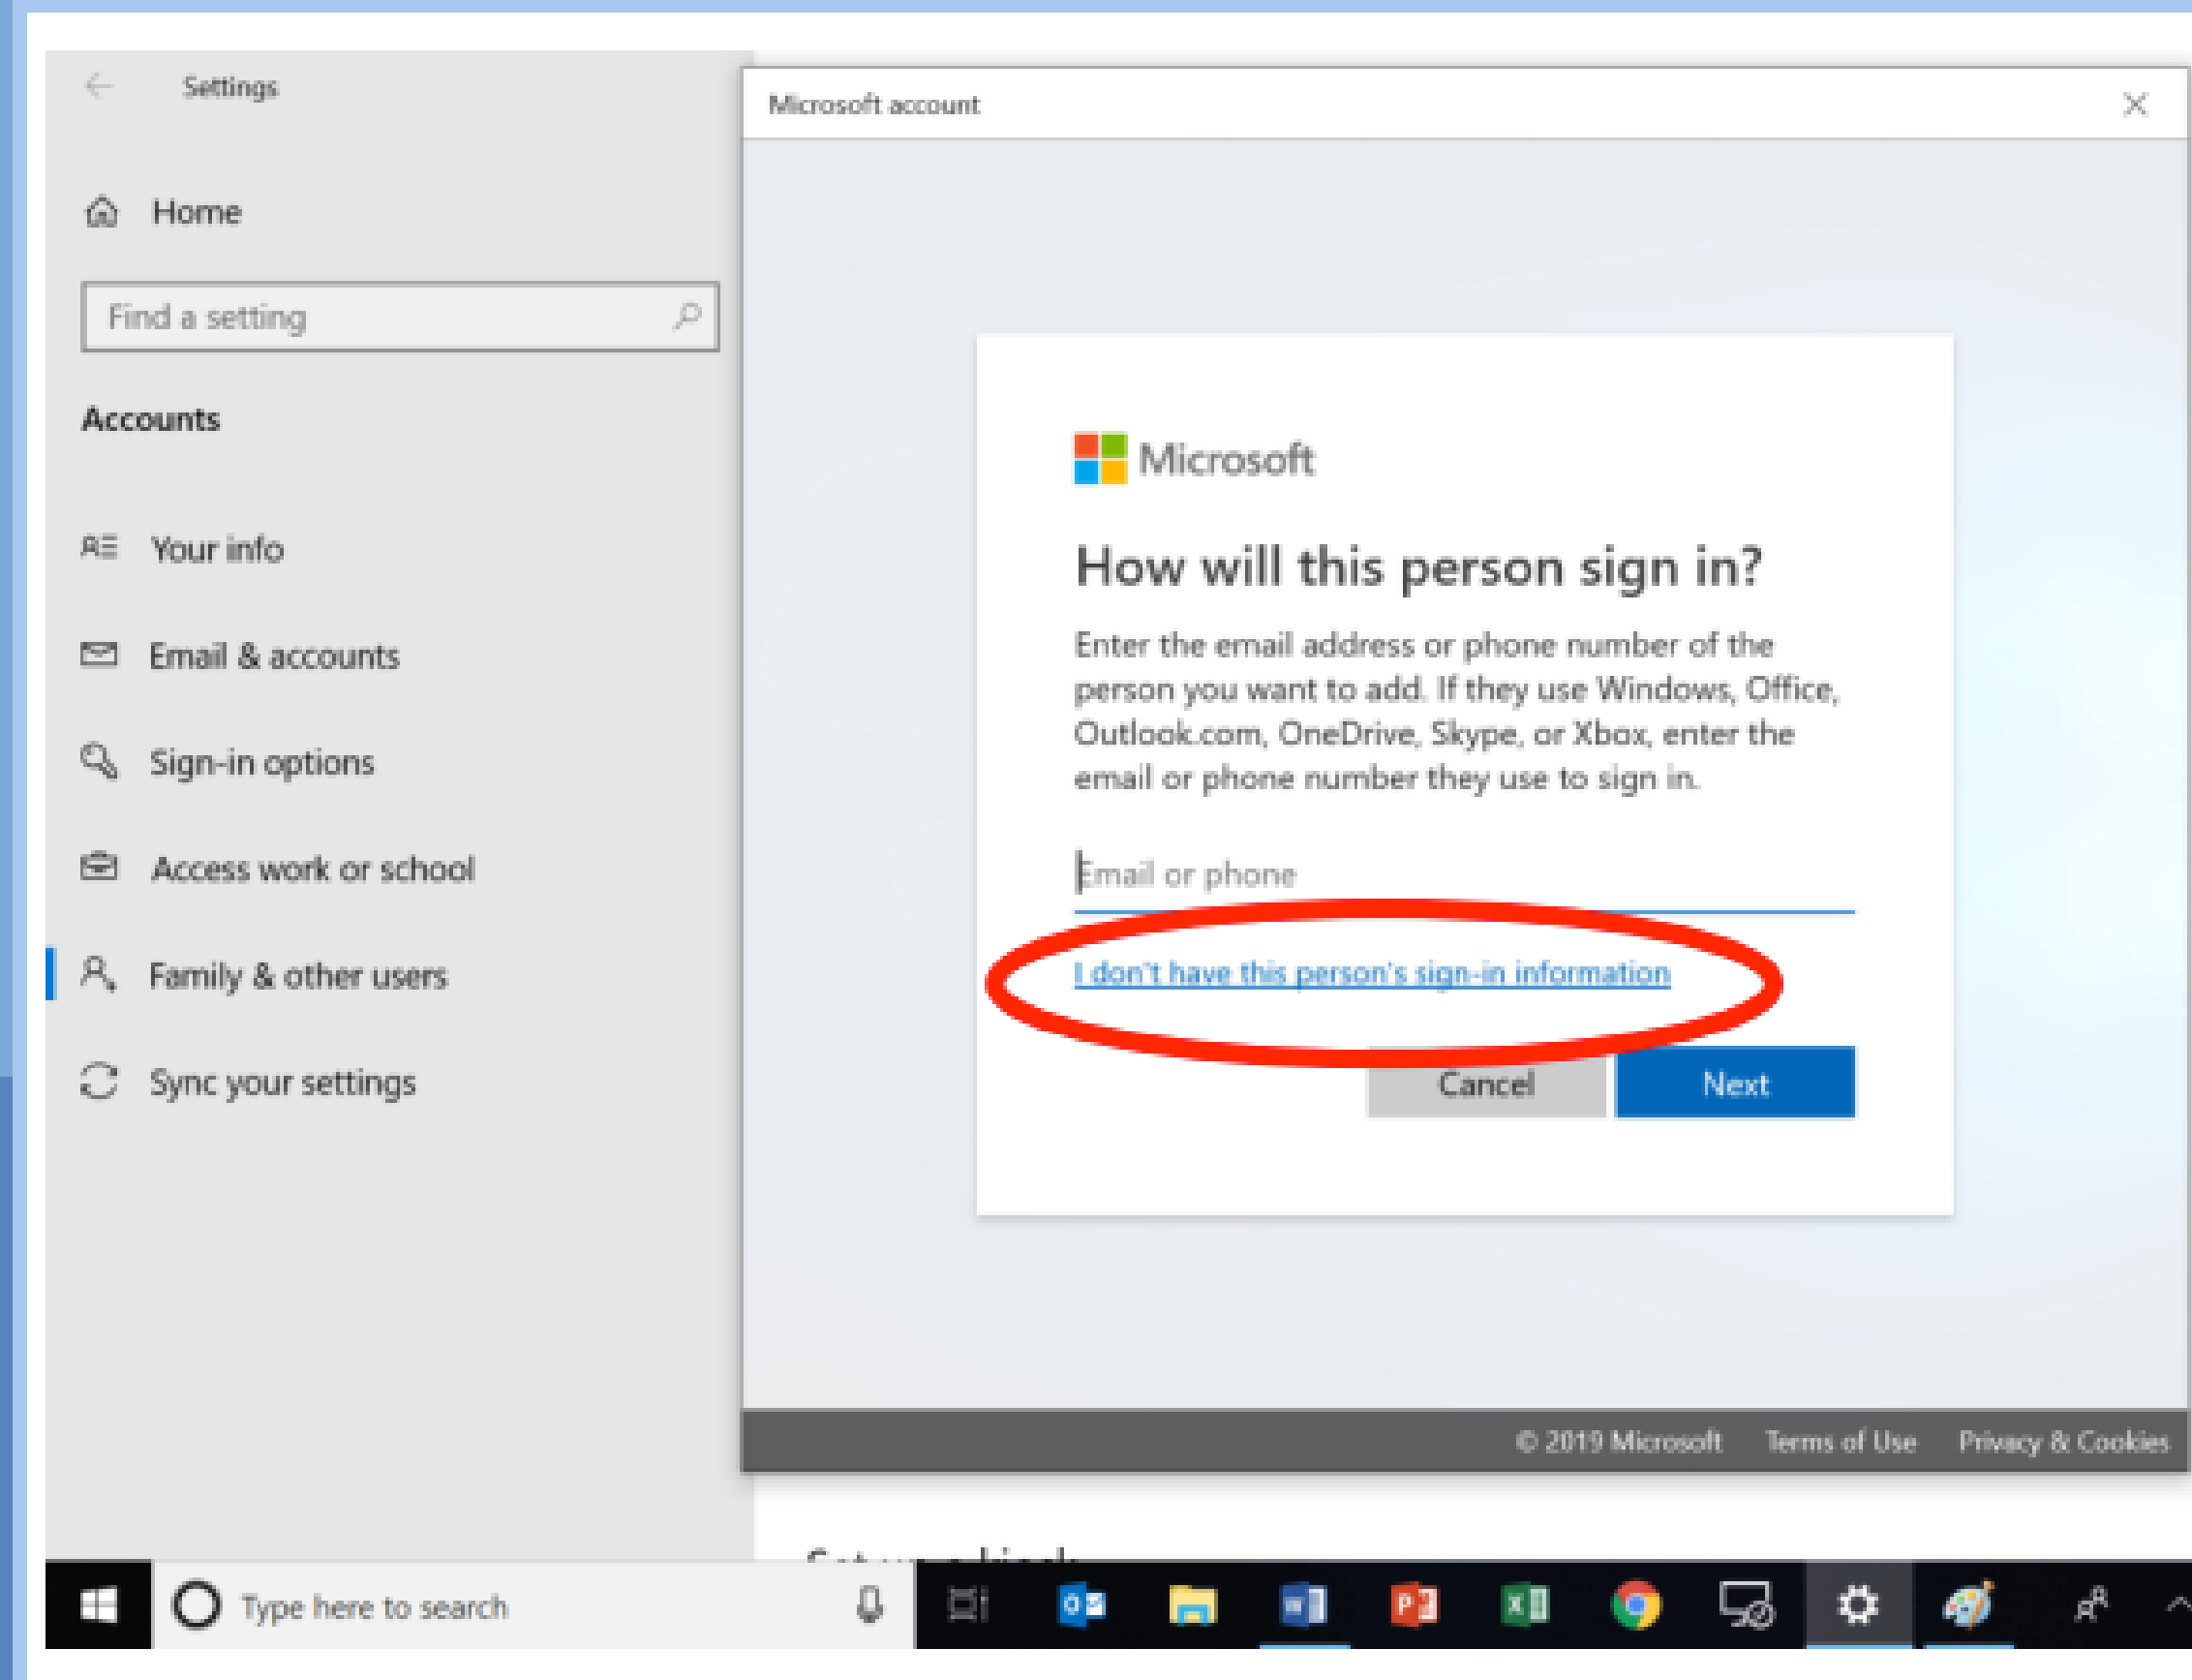 Settings
Home
Find a setting
Accounts
Your info
Email & accounts
Sign-in options
Access work or school
Family & other users
Sync your settings
Microsoft account
Microsoft
How will this person sign in?
Enter the email address or phone number of the
person you want to add. If they use Windows, Office,
Outlook.com, OneDrive, Skype, or Xbox, enter the
email or phone number they use to sign in.
Email or phone
I don't have this person's sign-in information
Cancel Next
© 2019 Microsoft Terms of Use Privacy & Cookies
Type here to search